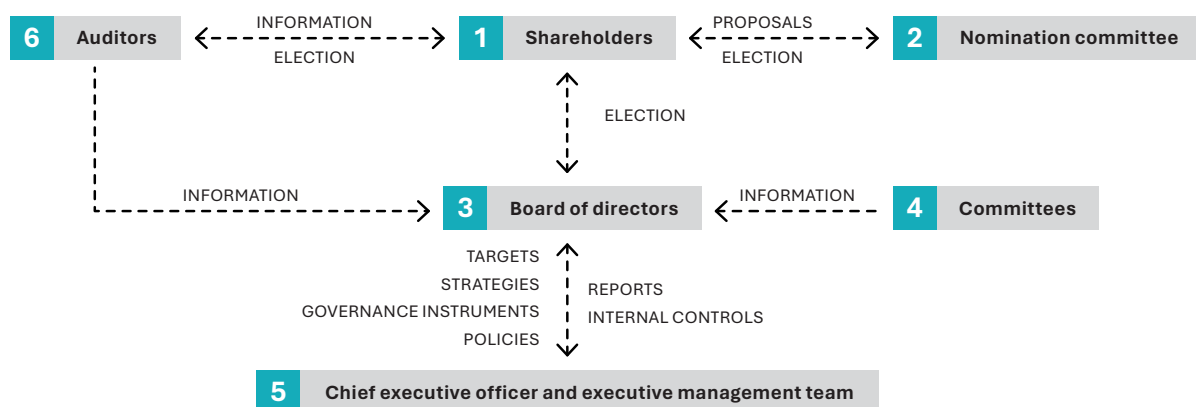 INFORMATION
PROPOSALS
6 Auditors
1 Shareholders
2 Nomination committee
ELECTION
ELECTION
ELECTION
INFORMATION
INFORMATION
3 Board of directors
4 Committees
TARGETS
STRATEGIES
GOVERNANCE INSTRUMENTS
POLICIES
REPORTS
INTERNAL CONTROLS
5 Chief executive officer and executive management team